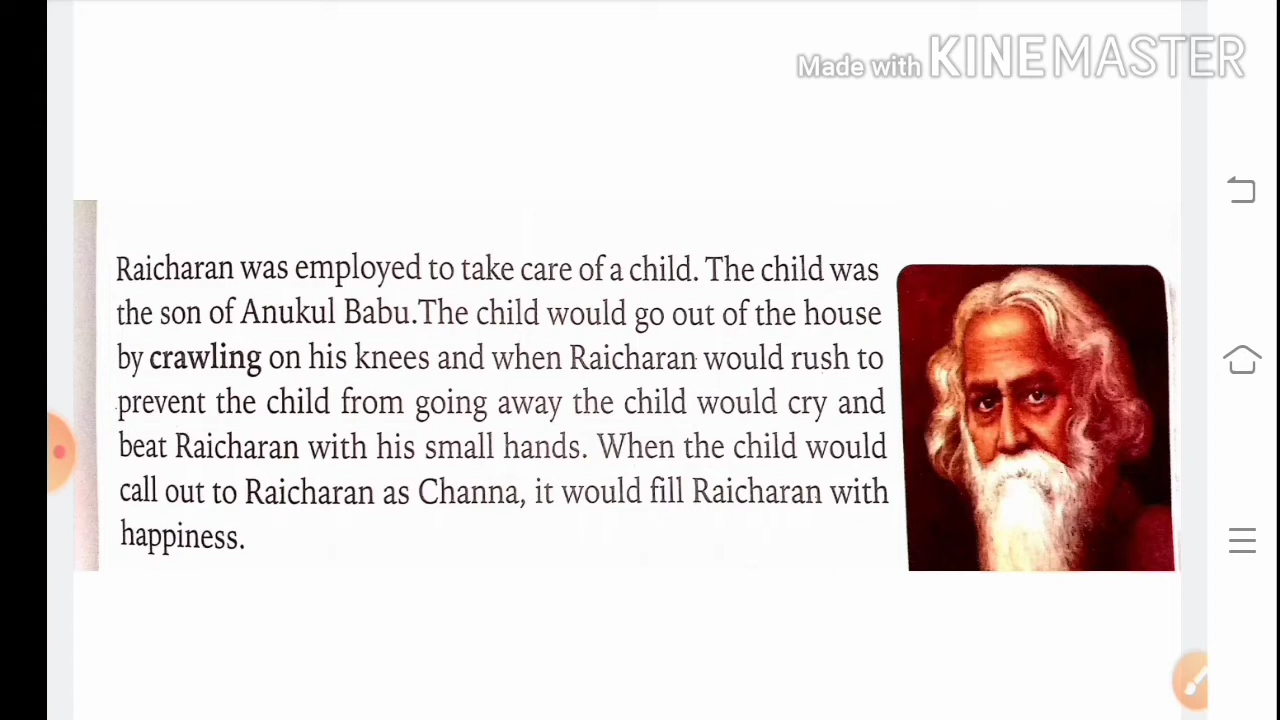 Made with KINEMASTER
Raicharan was employed to take care of a child. The child was
the son of Anukul Babu.The child would go out of the house
by crawling on his knees and when Raicharan would rush to
prevent the child from going away the child would cry and
beat Raicharan with his small hands. When the child would
call out to Raicharan as Channa, it would fill Raicharan with
happiness.